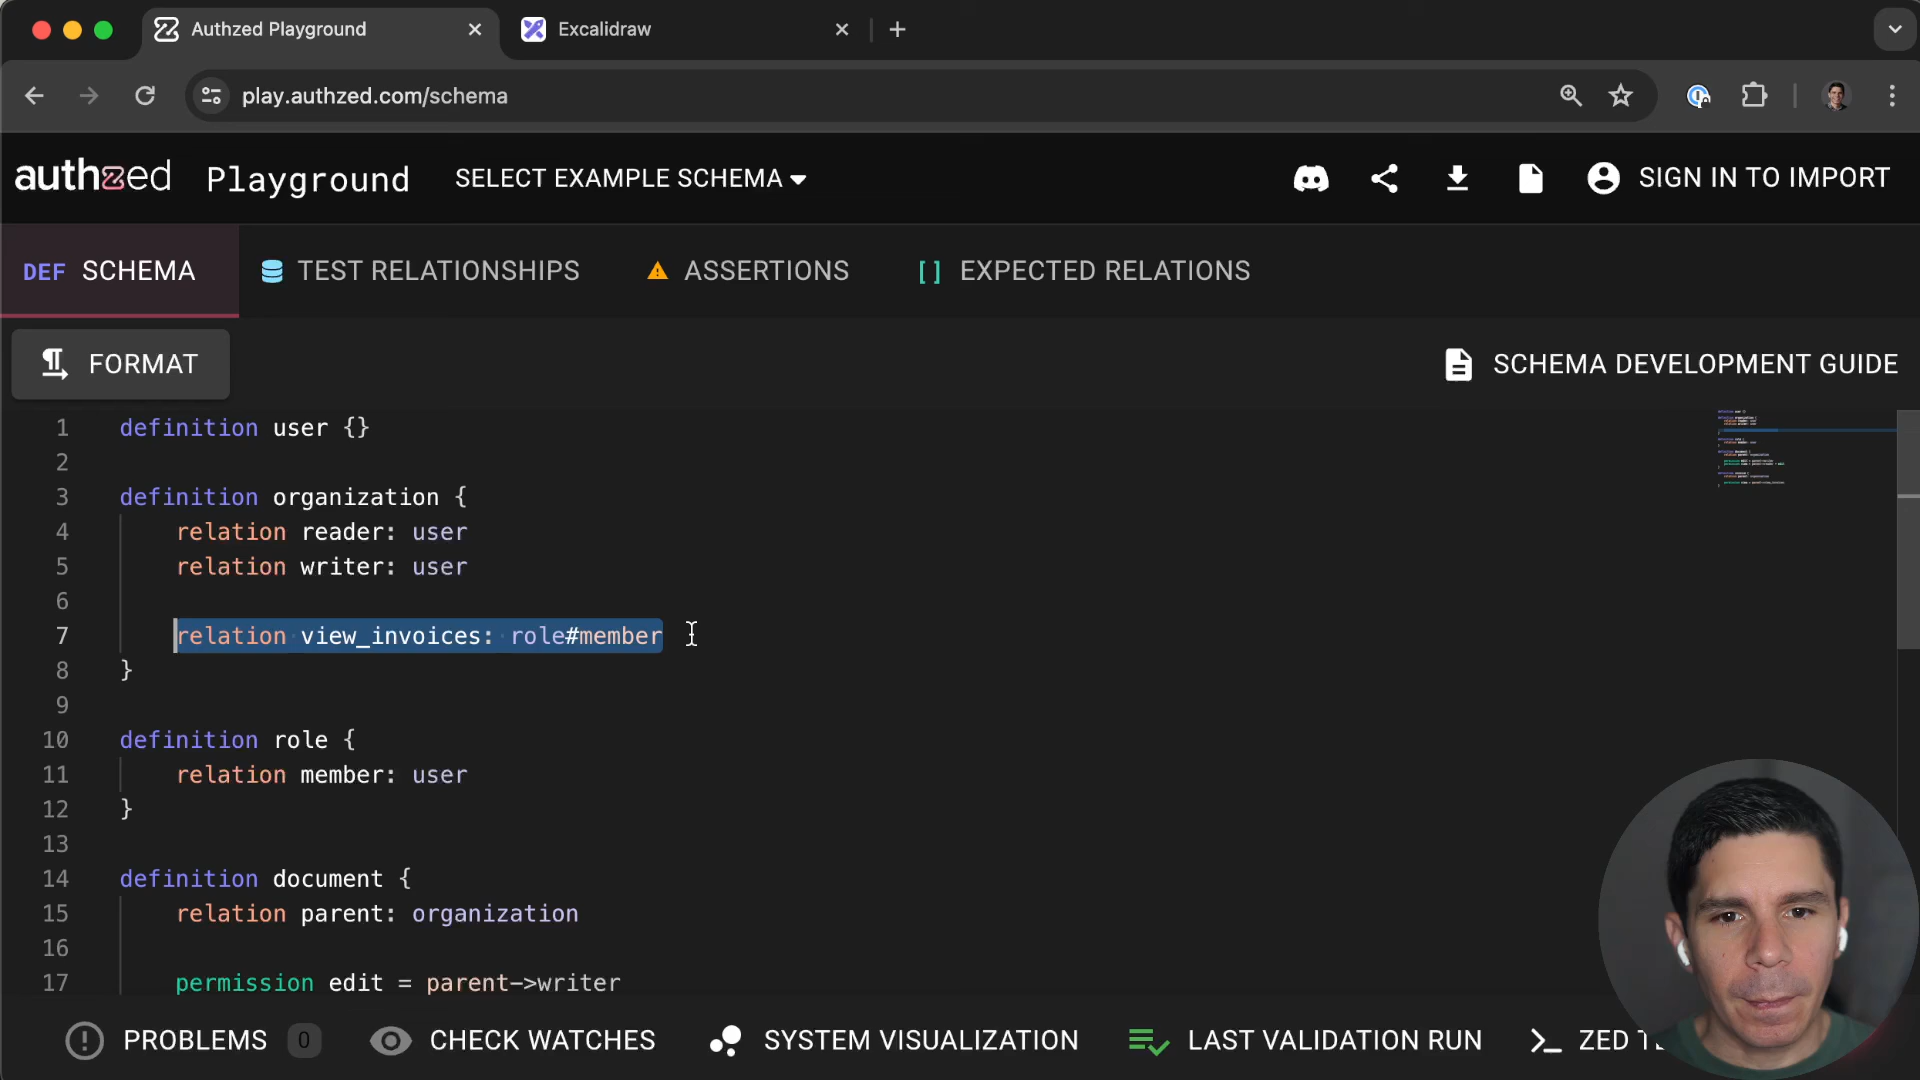 Authzed Playground
Excalidraw
play.authzed.com/schema
authzed Playground SELECT EXAMPLE SCHEMA
SIGN IN TO IMPORT
DEF SCHEMA
TEST RELATIONSHIPS
ASSERTIONS
[ ] EXPECTED RELATIONS
FORMAT
SCHEMA DEVELOPMENT GUIDE
1 definition user {}
2
3 definition organization {
4 relation reader: user
5 relation writer: user
6
7 relation view_invoices: role#member
8 }
9
10 definition role {
11 relation member: user
12 }
13
14 definition document {
15 relation parent: organization
16
17 permission edit = parent->writer
PROBLEMS 0
CHECK WATCHES
SYSTEM VISUALIZATION
LAST VALIDATION RUN
ZED